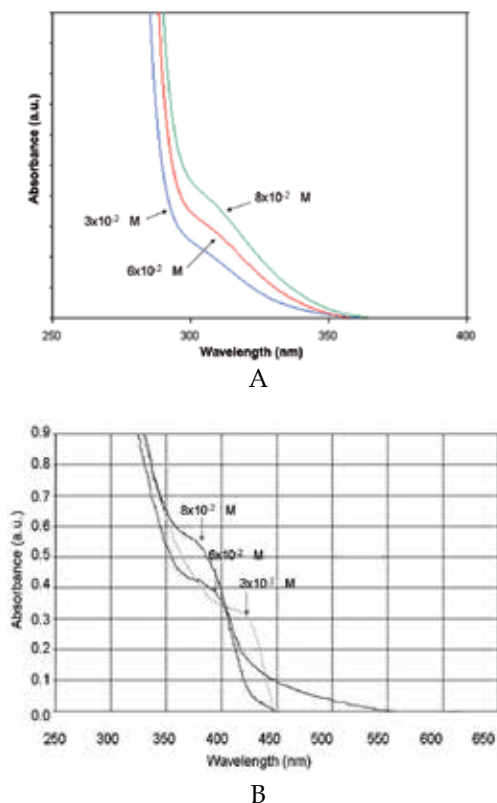 Absorbance (a.u.)
8x10⁻² M
3x10⁻² M
6x10⁻² M
250 300 350 400
Wavelength (nm)
A
0.9
0.8
0.7
0.6
0.5
0.4
0.3
0.2
0.1
0.0
Absorbance (a.u.)
8x10⁻² M
6x10⁻² M
M
250 300 350 350 400 450 500 550 600 650
Wavelength (nm)
B